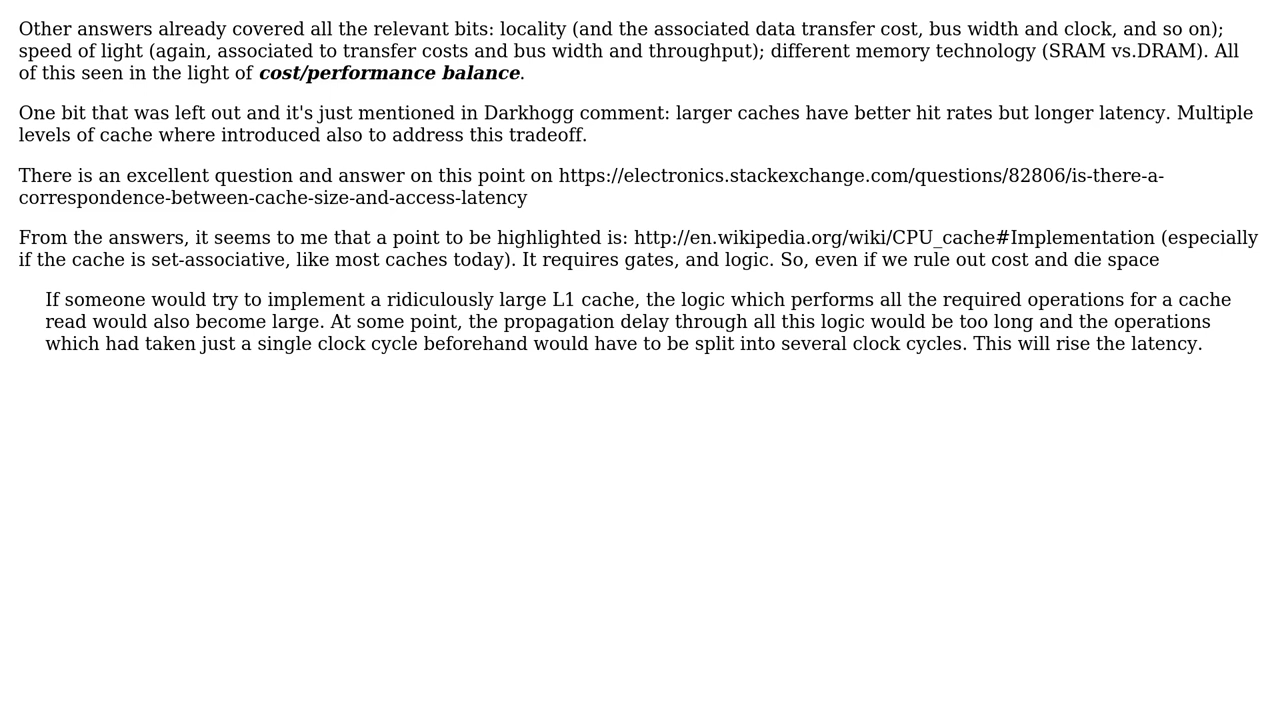 Other answers already covered all the relevant bits: locality (and the associated data transfer cost, bus width and clock, and so on);
speed of light (again, associated to transfer costs and bus width and throughput); different memory technology (SRAM vs.DRAM). All
of this seen in the light of cost/performance balance.
One bit that was left out and it's just mentioned in Darkhogg comment: larger caches have better hit rates but longer latency. Multiple
levels of cache where introduced also to address this tradeoff.
There is an excellent question and answer on this point on https://electronics.stackexchange.com/questions/82806/is-there-a-
correspondence-between-cache-size-and-access-latency
From the answers, it seems to me that a point to be highlighted is: http://en.wikipedia.org/wiki/CPU_cache#Implementation (especially
if the cache is set-associative, like most caches today). It requires gates, and logic. So, even if we rule out cost and die space
If someone would try to implement a ridiculously large L1 cache, the logic which performs all the required operations for a cache
read would also become large. At some point, the propagation delay through all this logic would be too long and the operations
which had taken just a single clock cycle beforehand would have to be split into several clock cycles. This will rise the latency.